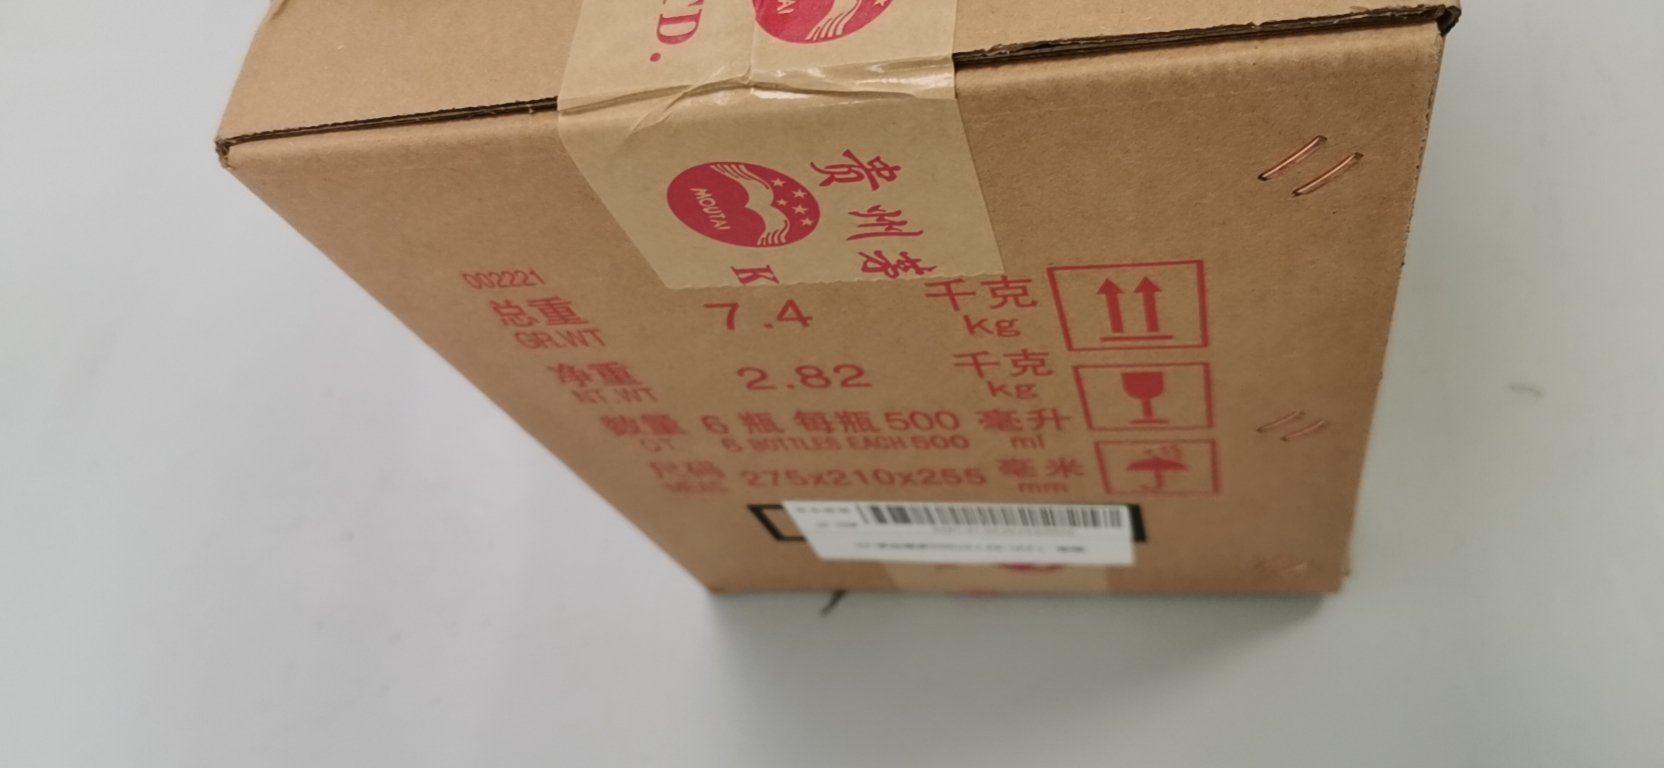 TD.
TAI
贵州茅
MOUTAI
K
002221
总重 7.4 千克
GR.WT kg
净重 2.82 千克
NT.WT kg
数量 6 瓶 每瓶 500 毫升
QT. 6 BOTTLES EACH 500 ml
尺码 275x210x255 毫米
MEAS mm